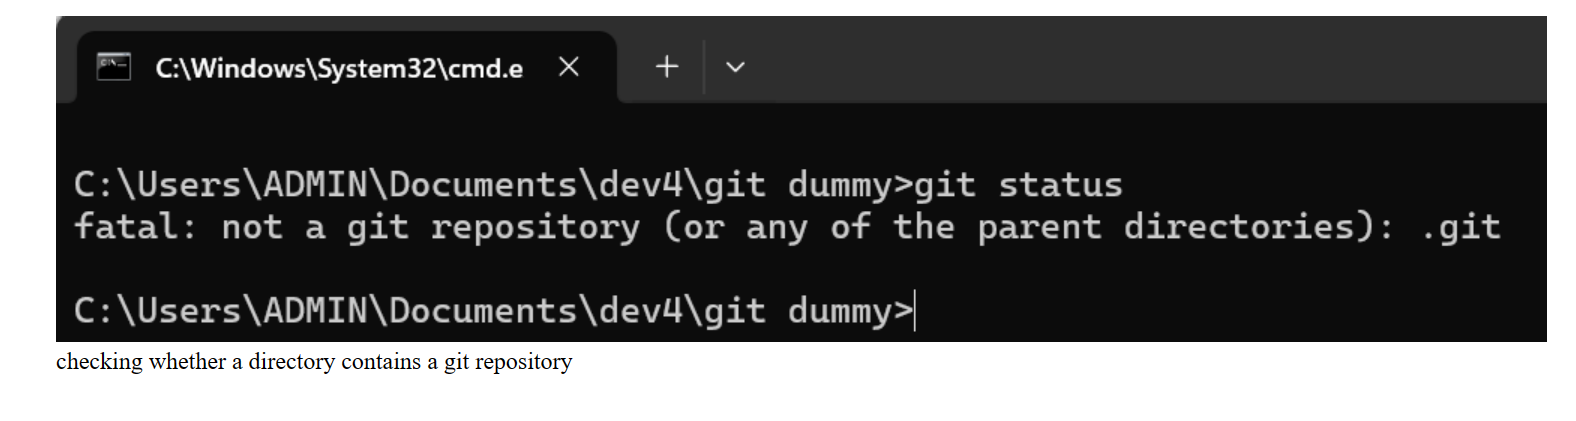 C:\Windows\System32\cmd.e
C:\Users\ADMIN\Documents\dev4\git dummy>git status
fatal: not a git repository (or any of the parent directories): .git
C:\Users\ADMIN\Documents\dev4\git dummy>
checking whether a directory contains a git repository